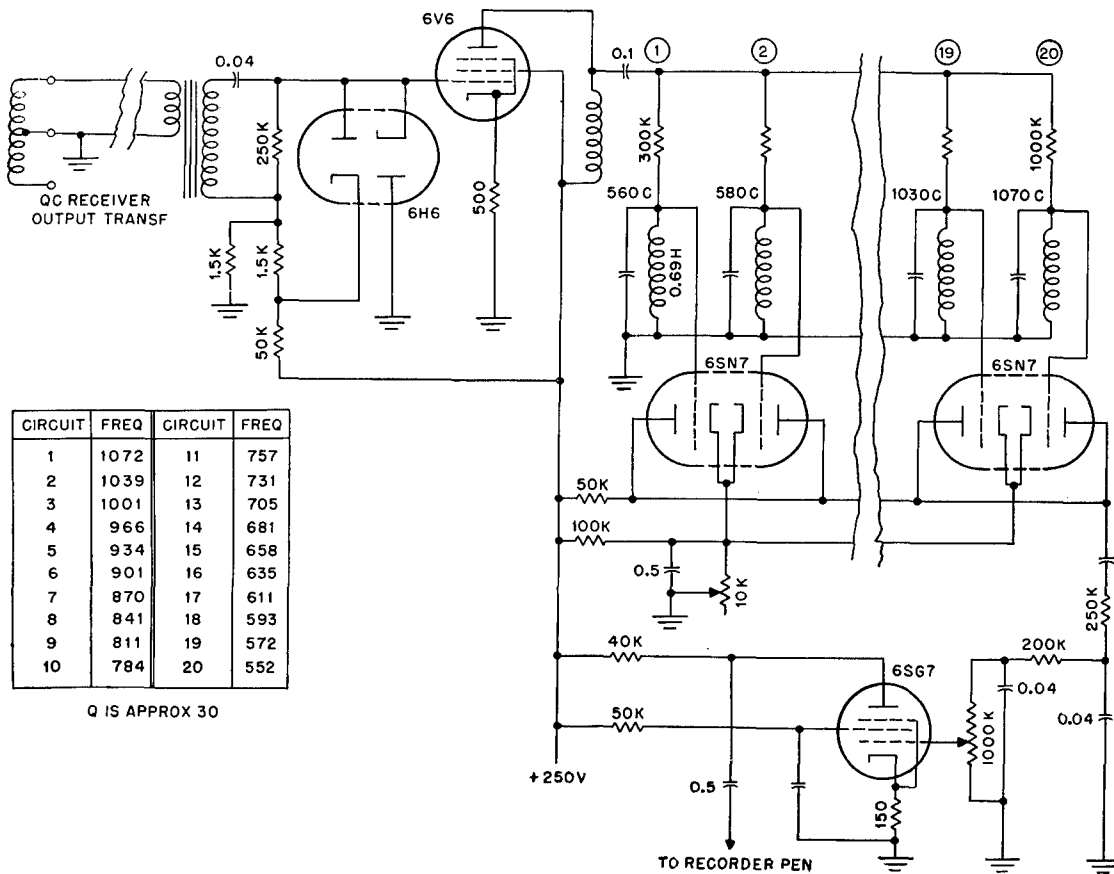 6V6
0.04
0.1
1
2
19
20
250K
300K
1000K
QC RECEIVER
OUTPUT TRANSF
6H6
500
560C
580C
1030C
1070C
1.5K
1.5K
0.69H
50K
6SN7
6SN7
CIRCUIT FREQ CIRCUIT FREQ
1 1072 11 757
2 1039 12 731
3 1001 13 705
4 966 14 681
5 934 15 658
6 901 16 635
7 870 17 611
8 841 18 593
9 811 19 572
10 784 20 552
Q IS APPROX 30
50K
100K
0.5
10K
250K
40K
200K
6SG7
0.04
0.04
50K
1000K
+250V
0.5
150
TO RECORDER PEN